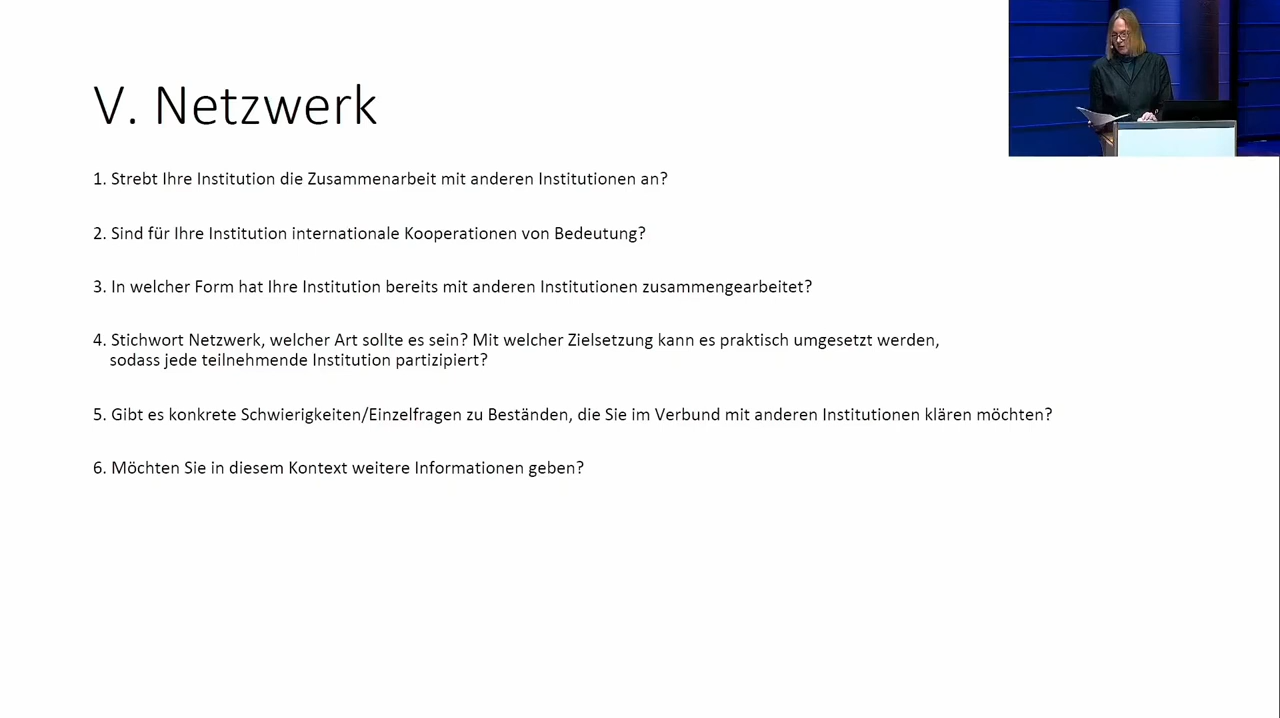 V. Netzwerk
1. Strebt Ihre Institution die Zusammenarbeit mit anderen Institutionen an?
2. Sind für Ihre Institution internationale Kooperationen von Bedeutung?
3. In welcher Form hat Ihre Institution bereits mit anderen Institutionen zusammengearbeitet?
4. Stichwort Netzwerk, welcher Art sollte es sein? Mit welcher Zielsetzung kann es praktisch umgesetzt werden,
sodass jede teilnehmende Institution partizipiert?
5. Gibt es konkrete Schwierigkeiten/Einzelfragen zu Beständen, die Sie im Verbund mit anderen Institutionen klären möchten?
6. Möchten Sie in diesem Kontext weitere Informationen geben?